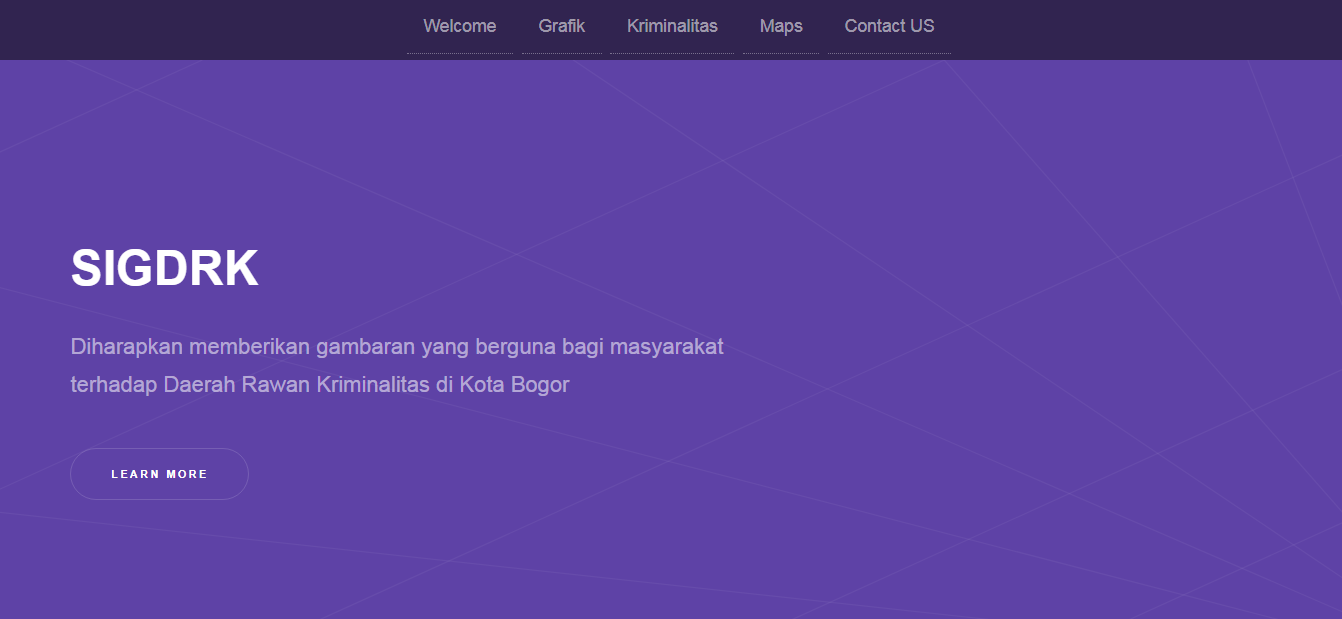 Welcome Grafik Kriminalitas Maps Contact US
SIGDRK
Diharapkan memberikan gambaran yang berguna bagi masyarakat
terhadap Daerah Rawan Kriminalitas di Kota Bogor
LEARN MORE